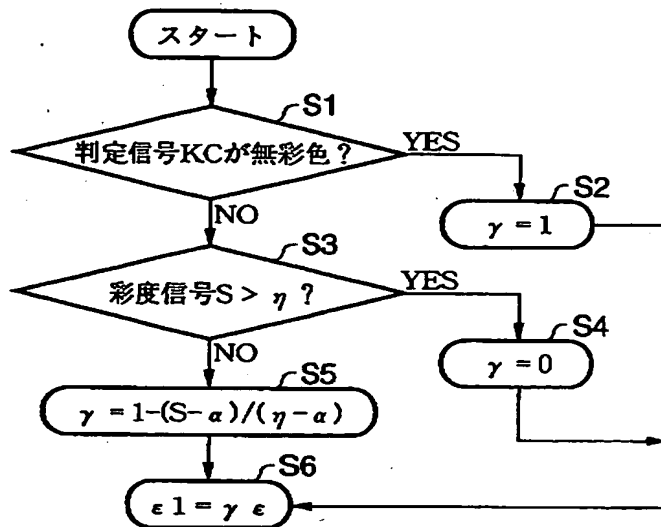 スタート
S1
判定信号KCが無彩色？
YES
S2
γ = 1
NO
S3
彩度信号S > η ？
YES
S4
γ = 0
NO
S5
γ = 1-(S-α)/(η-α)
S6
ε1 = γ ε